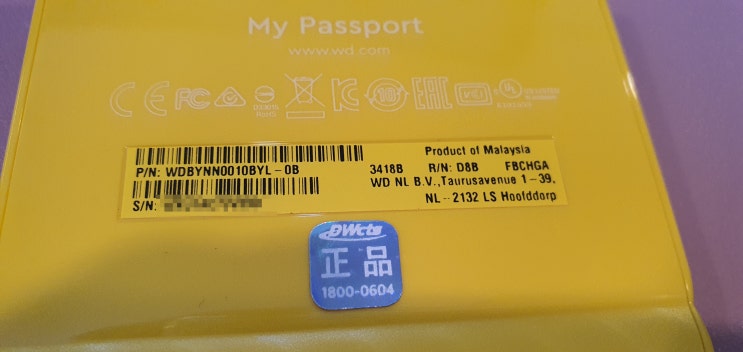 My Passport
www.wd.com
P/N: WDBYNN0010BYL-0B
S/N:
Product of Malaysia
3418B R/N: D8B FBCHGA
WD NL B.V.,Taurusavenue 1-39,
NL-2132 LS Hoofddorp
DWcts
正品
1800-0604